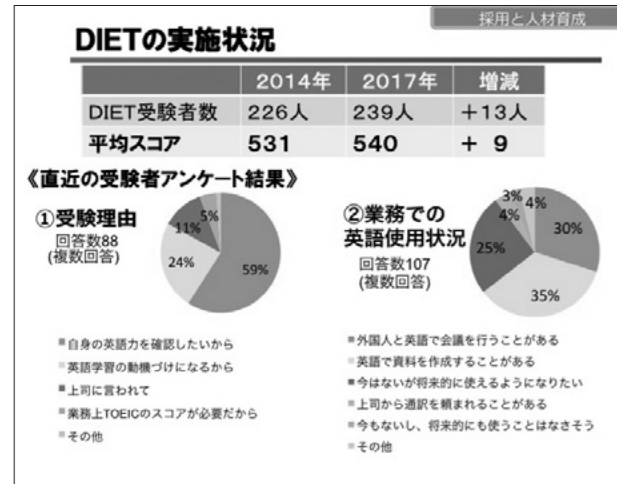 採用と人材育成
DIETの実施状況
2014年 2017年 増減
DIET受験者数 226人 239人 +13人
平均スコア 531 540 + 9
《直近の受験者アンケート結果》
①受験理由
回答数88
(複数回答)
5%
11%
24%
59%
②業務での
英語使用状況
回答数107
(複数回答)
3%
4%
4%
30%
25%
35%
■自身の英語力を確認したいから
■英語学習の動機づけになるから
■上司に言われて
■業務上TOEICのスコアが必要だから
■その他
■外国人と英語で会議を行うことがある
■英語で資料を作成することがある
■今はないが将来的に使えるようになりたい
■上司から通訳を頼まれることがある
■今もないし、将来的にも使うことはなさそう
■その他